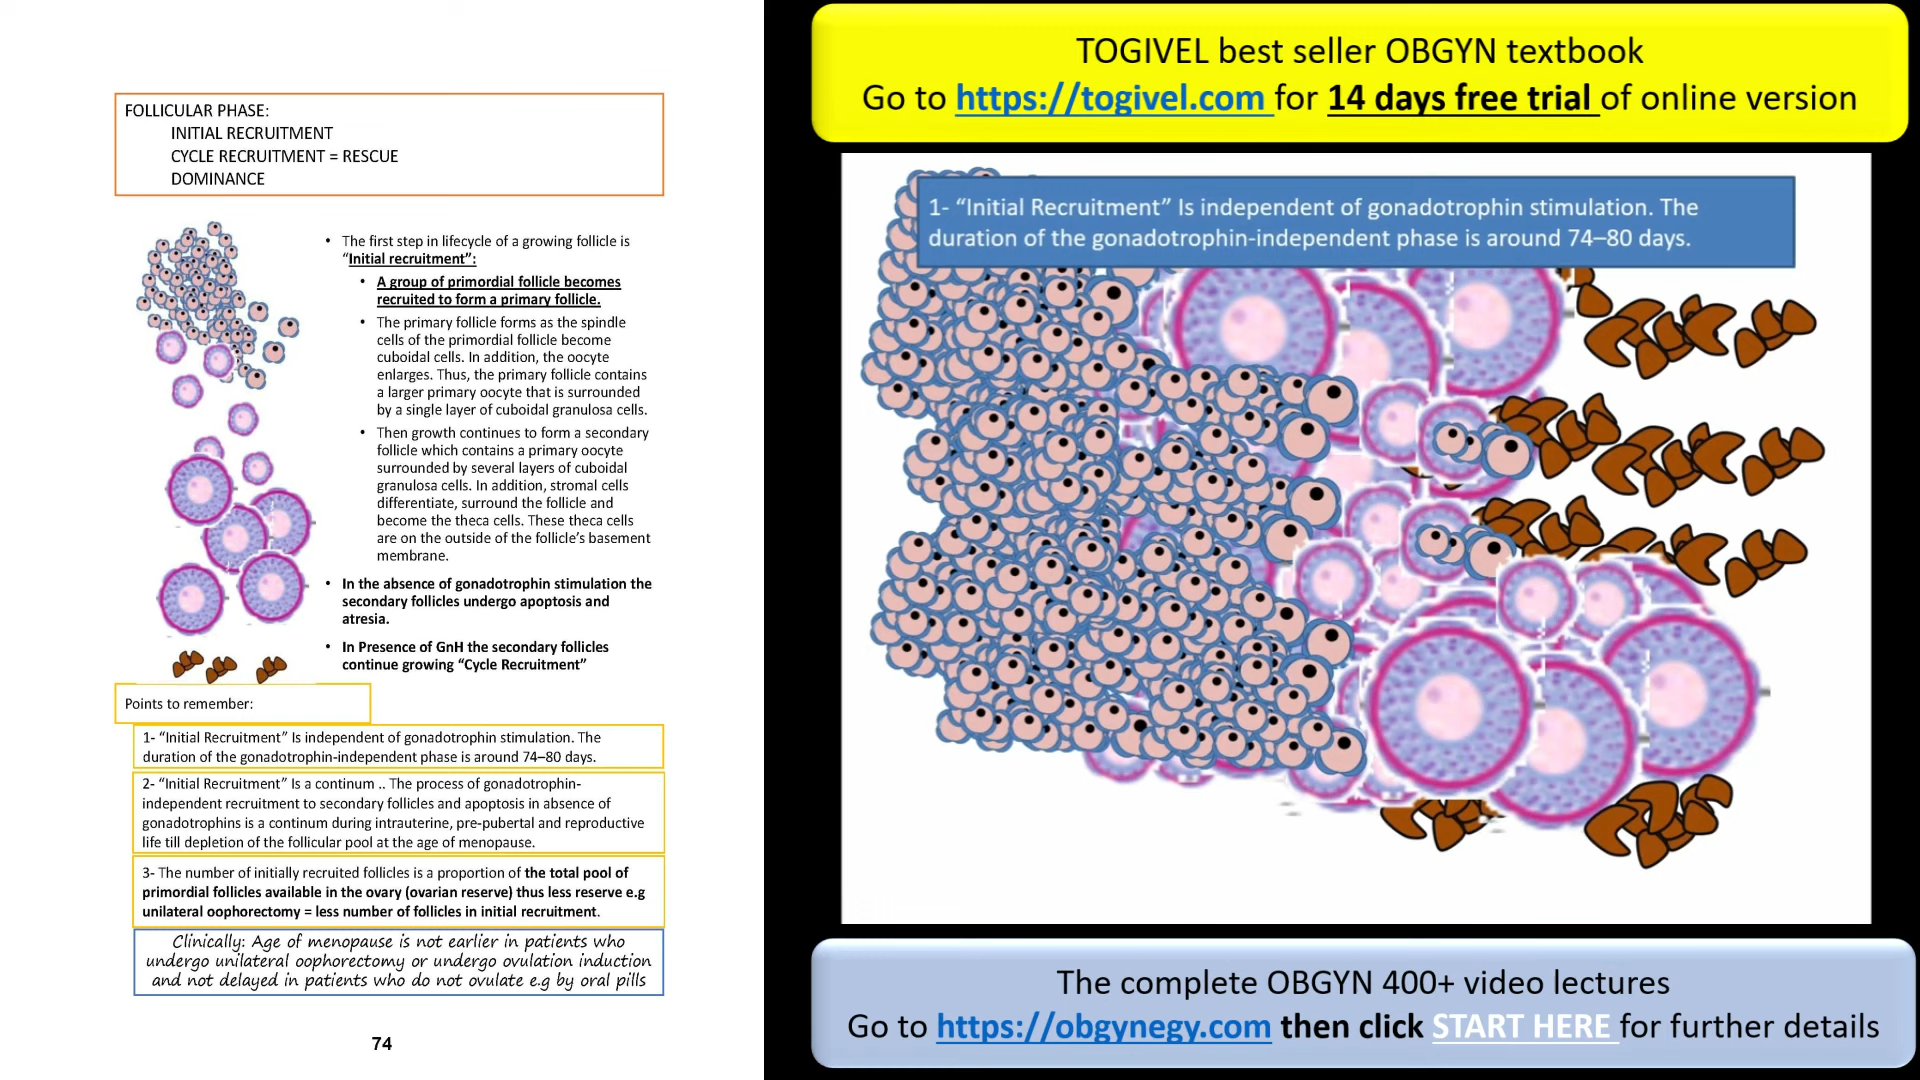 FOLLICULAR PHASE:
INITIAL RECRUITMENT
CYCLE RECRUITMENT = RESCUE
DOMINANCE
• The first step in lifecycle of a growing follicle is
“Initial recruitment”:
• A group of primordial follicle becomes
recruited to form a primary follicle.
• The primary follicle forms as the spindle
cells of the primordial follicle become
cuboidal cells. In addition, the oocyte
enlarges. Thus, the primary follicle contains
a larger primary oocyte that is surrounded
by a single layer of cuboidal granulosa cells.
• Then growth continues to form a secondary
follicle which contains a primary oocyte
surrounded by several layers of cuboidal
granulosa cells. In addition, stromal cells
differentiate, surround the follicle and
become the theca cells. These theca cells
are on the outside of the follicle’s basement
membrane.
• In the absence of gonadotrophin stimulation the
secondary follicles undergo apoptosis and
atresia.
• In Presence of GnH the secondary follicles
continue growing “Cycle Recruitment”
Points to remember:
1- “Initial Recruitment” Is independent of gonadotrophin stimulation. The
duration of the gonadotrophin-independent phase is around 74–80 days.
2- “Initial Recruitment” Is a continum .. The process of gonadotrophin-
independent recruitment to secondary follicles and apoptosis in absence of
gonadotrophins is a continum during intrauterine, pre-pubertal and reproductive
life till depletion of the follicular pool at the age of menopause.
3- The number of initially recruited follicles is a proportion of the total pool of
primordial follicles available in the ovary (ovarian reserve) thus less reserve e.g
unilateral oophorectomy = less number of follicles in initial recruitment.
Clinically: Age of menopause is not earlier in patients who
undergo unilateral oophorectomy or undergo ovulation induction
and not delayed in patients who do not ovulate e.g by oral pills
74
TOGIVEL best seller OBGYN textbook
Go to https://togivel.com for 14 days free trial of online version
1- “Initial Recruitment” Is independent of gonadotrophin stimulation. The
duration of the gonadotrophin-independent phase is around 74–80 days.
The complete OBGYN 400+ video lectures
Go to https://obgynegy.com then click START HERE for further details